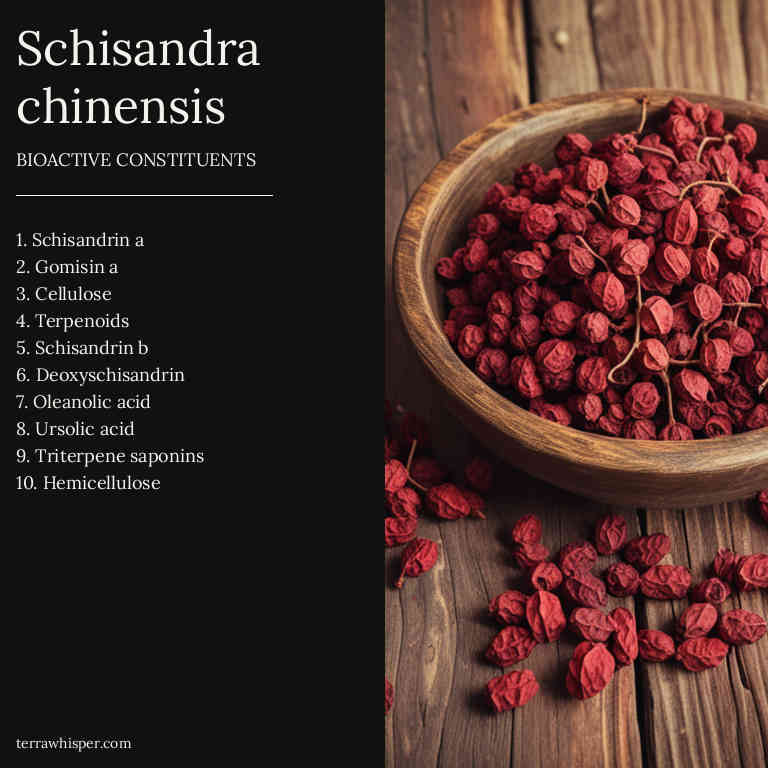 Schisandra
chinensis
BIOACTIVE CONSTITUENTS
1. Schisandrin a
2. Gomisin a
3. Cellulose
4. Terpenoids
5. Schisandrin b
6. Deoxyschisandrin
7. Oleanolic acid
8. Ursolic acid
9. Triterpene saponins
10. Hemicellulose
terrawhisper.com